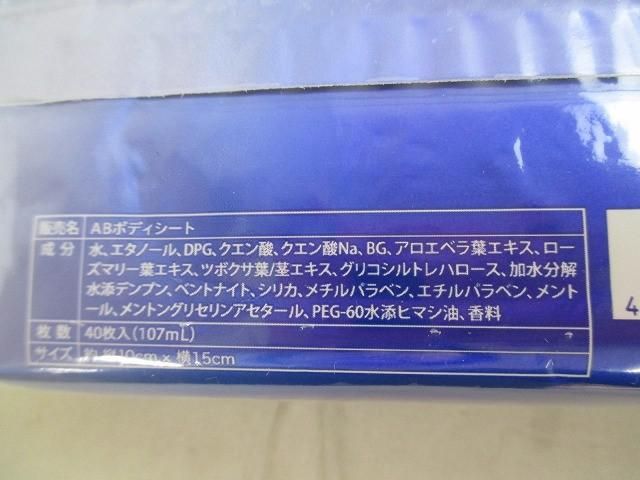 販売名 ABボディシート
成分 水、エタノール、DPG、クエン酸、クエン酸Na、BG、アロエベラ葉エキス、ロー
ズマリー葉エキス、ツボクサ葉/茎エキス、グリコシルトレハロース、加水分解
水添デンプン、ベントナイト、シリカ、メチルパラベン、エチルパラベン、メント
ール、メントングリセリンアセタール、PEG-60水添ヒマシ油、香料
枚数 40枚入(107mL)
サイズ 約 縦20cm × 横15cm
4